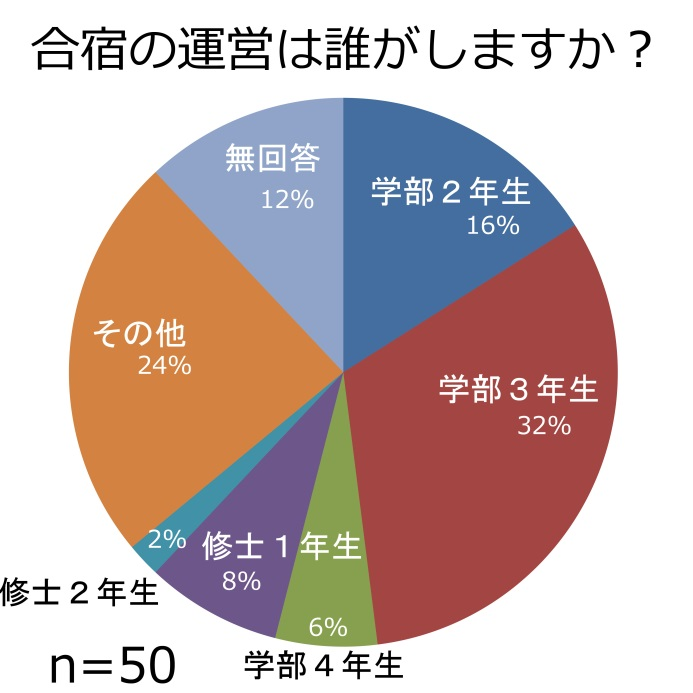 合宿の運営は誰がしますか？
無回答
12%
学部２年生
16%
その他
24%
学部３年生
32%
2%
修士１年生
8%
修士２年生
6%
学部４年生
n=50